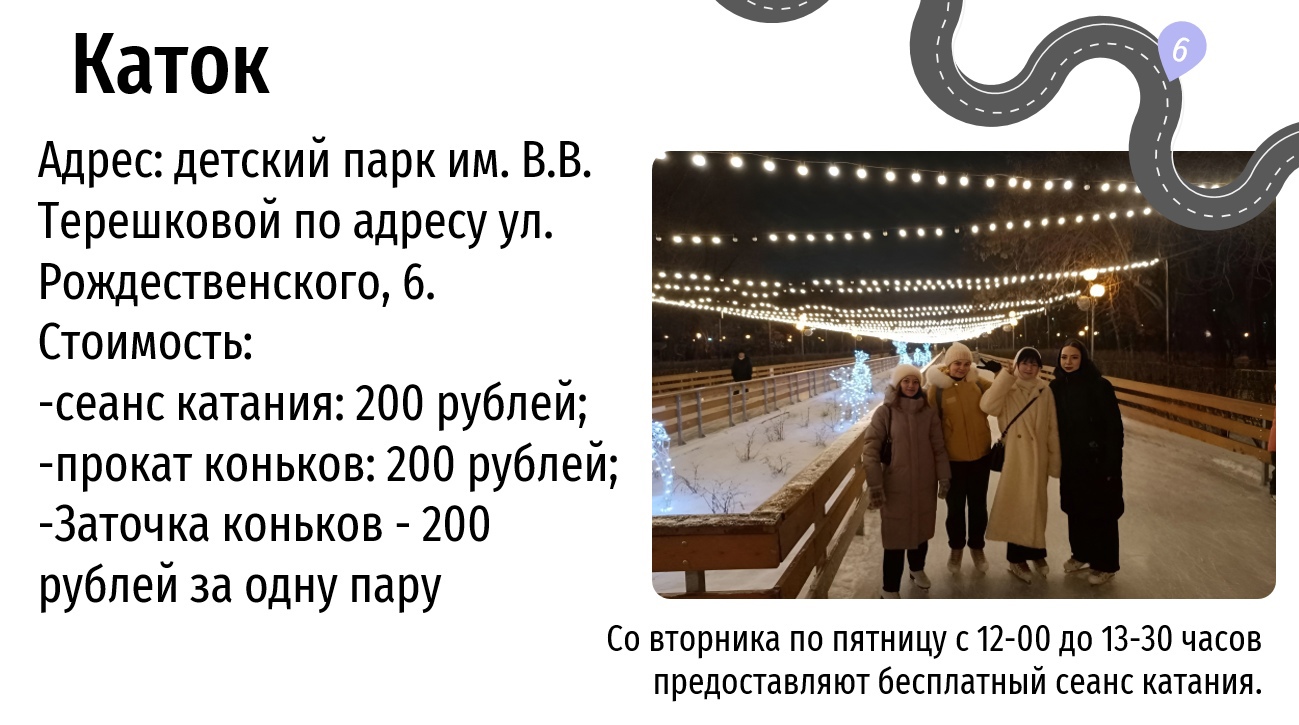 Каток
6
Адрес: детский парк им. В.В.
Терешковой по адресу ул.
Рождественского, 6.
Стоимость:
-сеанс катания: 200 рублей;
-прокат коньков: 200 рублей;
-Заточка коньков - 200
рублей за одну пару
Со вторника по пятницу с 12-00 до 13-30 часов
предоставляют бесплатный сеанс катания.